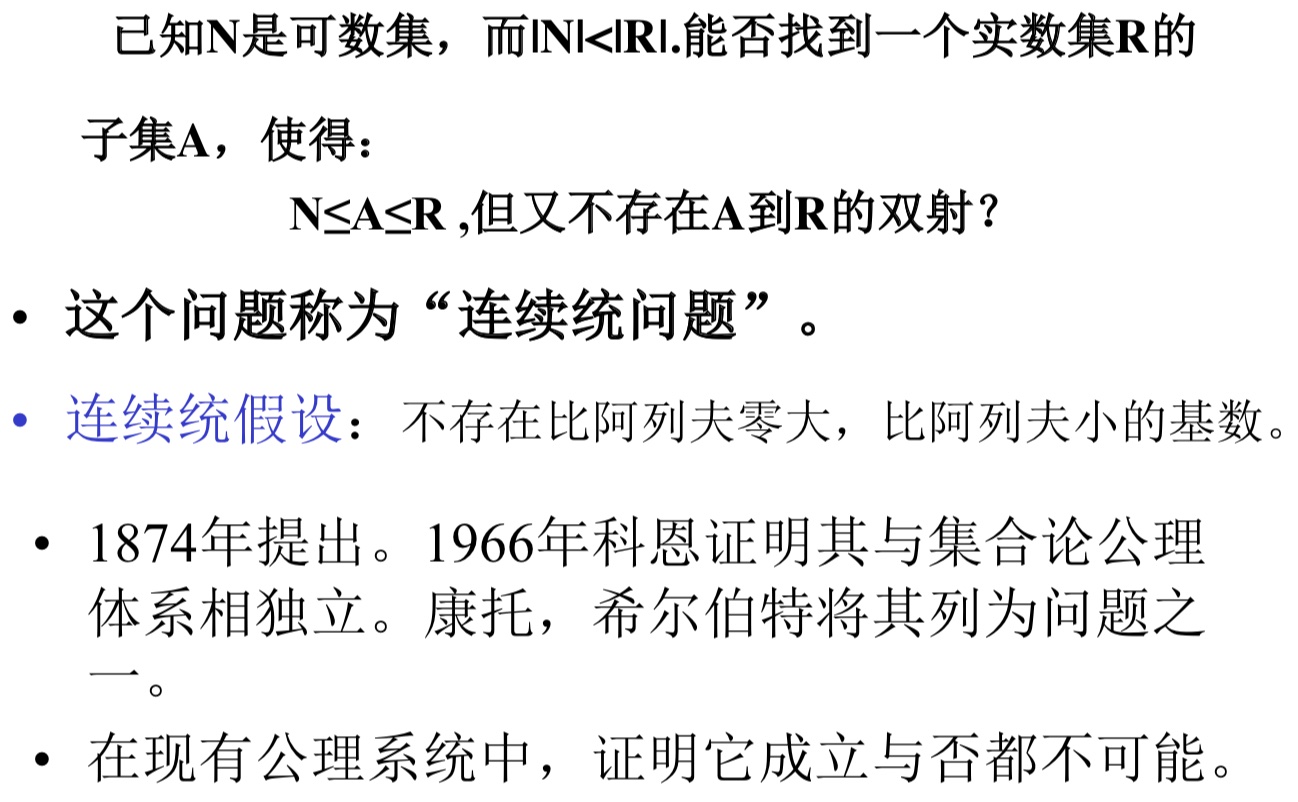 已知N是可数集，而|N|<|R|.能否找到一个实数集R的
子集A，使得：
N≤A≤R ,但又不存在A到R的双射？
• 这个问题称为“连续统问题”。
• 连续统假设：不存在比阿列夫零大，比阿列夫小的基数。
• 1874年提出。1966年科恩证明其与集合论公理
体系相独立。康托，希尔伯特将其列为问题之
一。
• 在现有公理系统中，证明它成立与否都不可能。